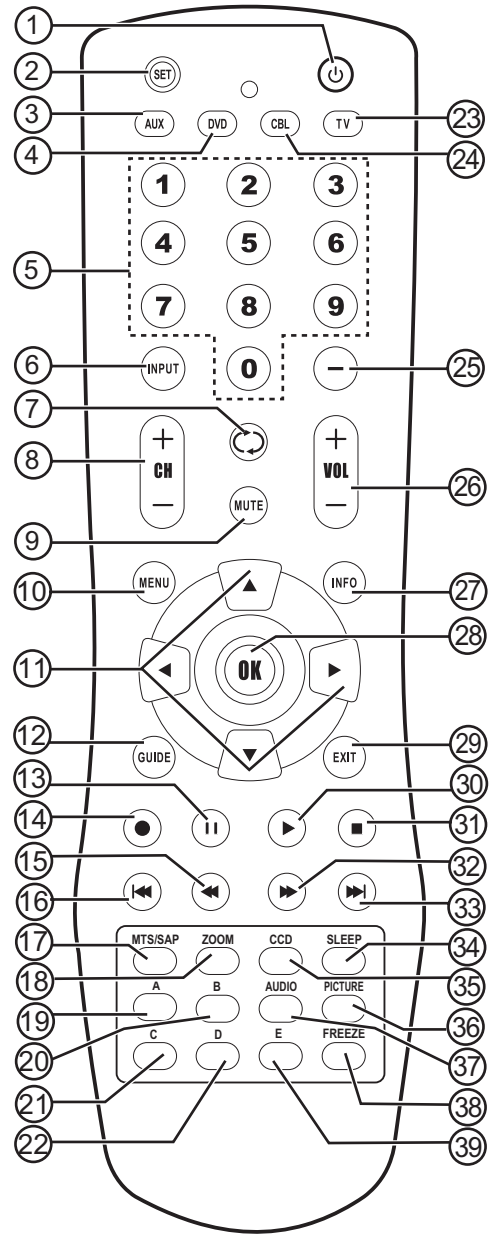 1
2 SET
3 AUX DVD CBL TV 23
4 24
1 2 3
4 5 6
5
7 8 9
6 INPUT 0 − 25
7
8 + CH − + VOL − 26
9 MUTE
10 MENU INFO 27
28
11 OK
12 GUIDE EXIT 29
13 30
14 31
15 32
16 33
17 MTS/SAP ZOOM CCD SLEEP 34
18 35
A B AUDIO PICTURE
19 36
20 37
C D E FREEZE
21 38
22 39